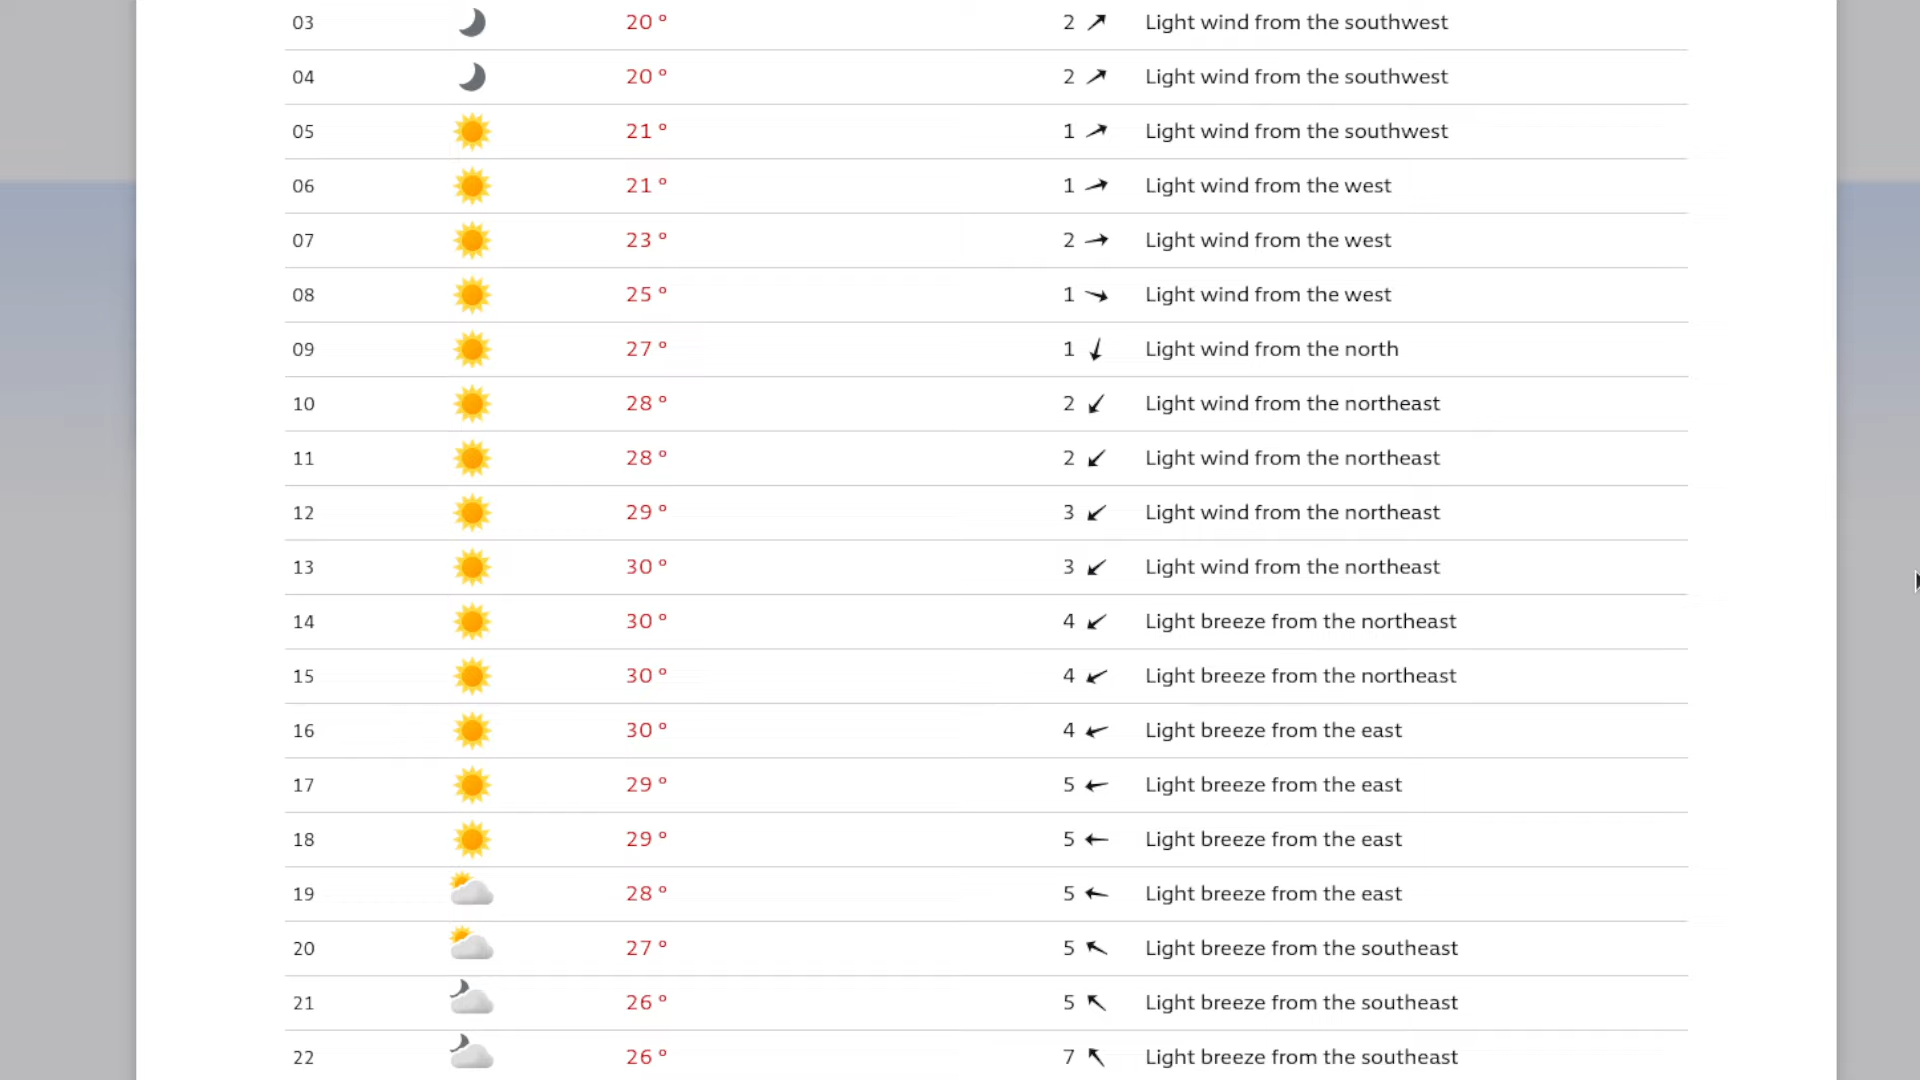 03 20° 2 Light wind from the southwest
04 20° 2 Light wind from the southwest
05 21° 1 Light wind from the southwest
06 21° 1 Light wind from the west
07 23° 2 Light wind from the west
08 25° 1 Light wind from the west
09 27° 1 Light wind from the north
10 28° 2 Light wind from the northeast
11 28° 2 Light wind from the northeast
12 29° 3 Light wind from the northeast
13 30° 3 Light wind from the northeast
14 30° 4 Light breeze from the northeast
15 30° 4 Light breeze from the northeast
16 30° 4 Light breeze from the east
17 29° 5 Light breeze from the east
18 29° 5 Light breeze from the east
19 28° 5 Light breeze from the east
20 27° 5 Light breeze from the southeast
21 26° 5 Light breeze from the southeast
22 26° 7 Light breeze from the southeast